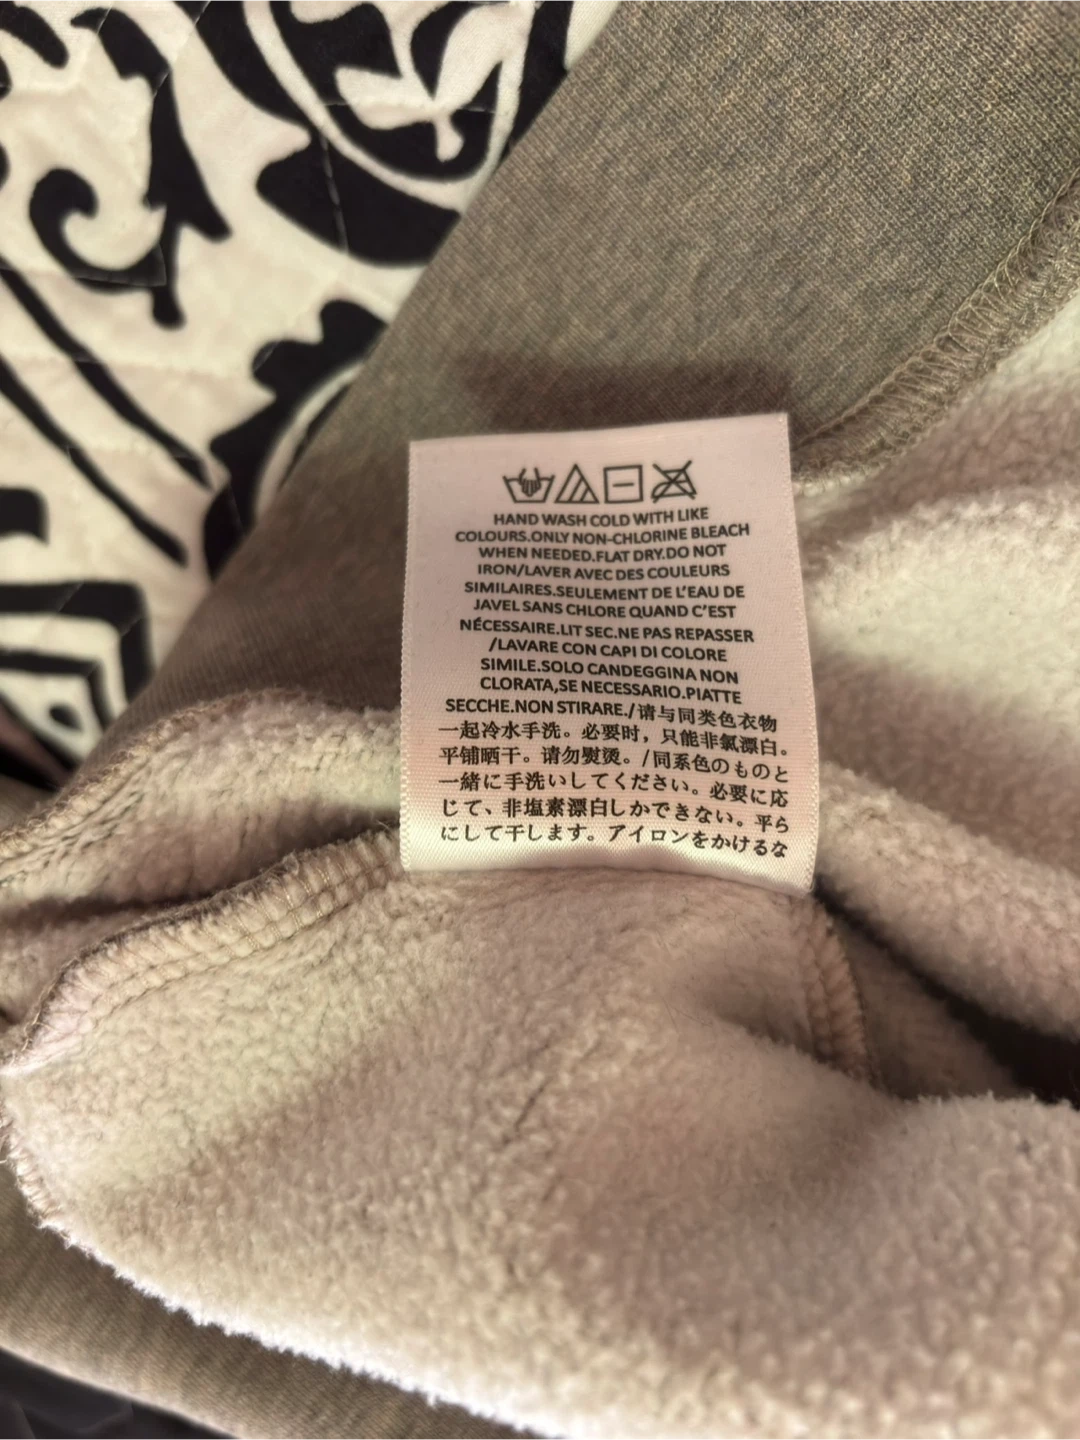 HAND WASH COLD WITH LIKE
COLOURS.ONLY NON-CHLORINE BLEACH
WHEN NEEDED.FLAT DRY.DO NOT
IRON/LAVER AVEC DES COULEURS
SIMILAIRES.SEULEMENT DE L'EAU DE
JAVEL SANS CHLORE QUAND C'EST
NÉCESSAIRE.LIT SEC.NE PAS REPASSER
/LAVARE CON CAPI DI COLORE
SIMILE.SOLO CANDEGGINA NON
CLORATA,SE NECESSARIO.PIATTE
SECCHE.NON STIRARE./请与同类色衣物
一起冷水手洗。必要时，只能非氯漂白。
平铺晒干。请勿熨烫。/同系色のものと
一緒に手洗いしてください。必要に応
じて、非塩素漂白しかできない。平ら
にして干します。アイロンをかけるな